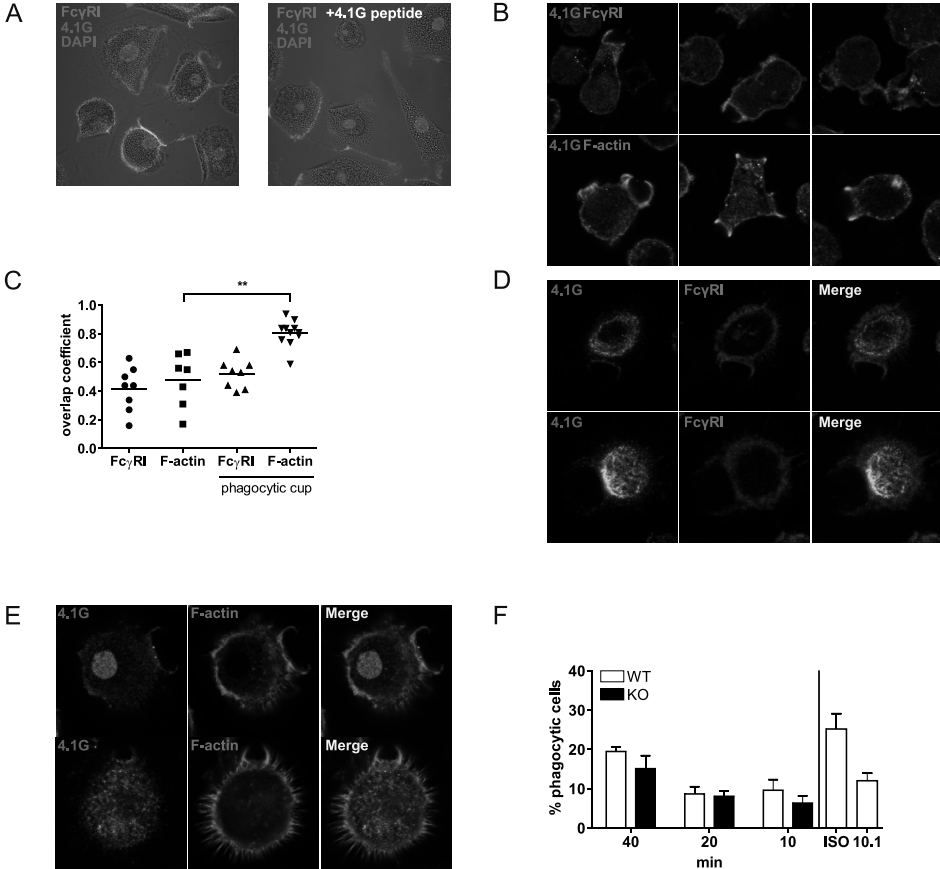 A
FcγRI
4.1G
DAPI
FcγRI +4.1G peptide
4.1G
DAPI
B
4.1G FcγRI
4.1G F-actin
C
**
overlap coefficient
1.0
0.8
0.6
0.4
0.2
0.0
FcγRI F-actin FcγRI F-actin
phagocytic cup
D
4.1G FcγRI Merge
4.1G FcγRI Merge
E
4.1G F-actin Merge
4.1G F-actin Merge
F
% phagocytic cells
40
30
20
10
0
WT
KO
40 20 10 ISO 10.1
min